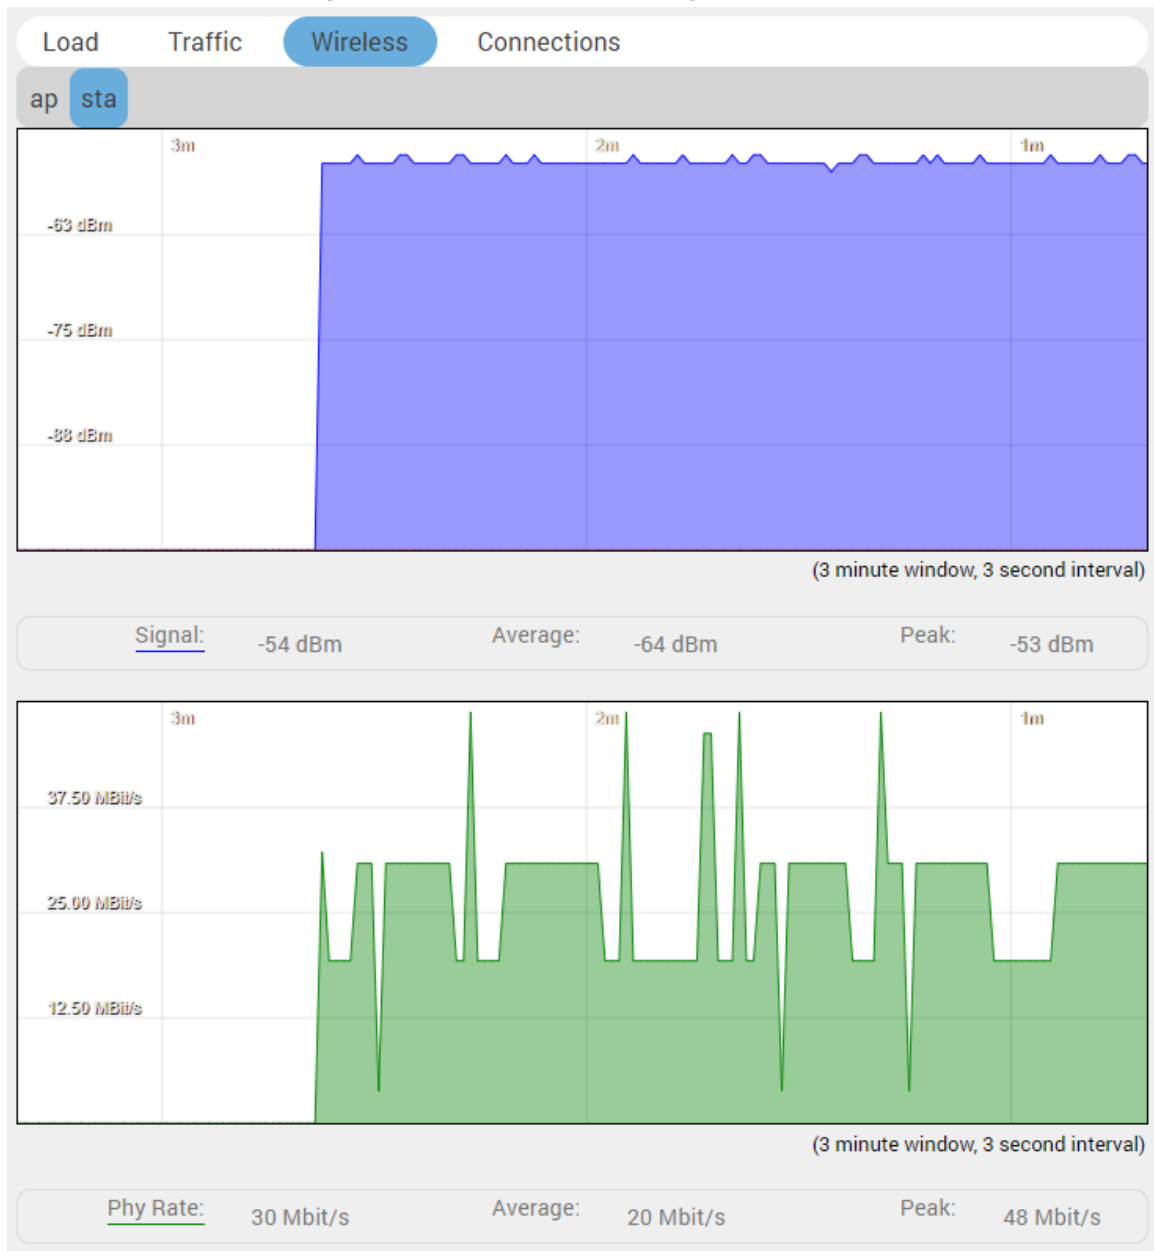 Load Traffic Wireless Connections
ap sta
3m 2m 1m
-63 dBm
-75 dBm
-88 dBm
(3 minute window, 3 second interval)
Signal: -54 dBm Average: -64 dBm Peak: -53 dBm
3m 2m 1m
37.50 MBit/s
25.00 MBit/s
12.50 MBit/s
(3 minute window, 3 second interval)
Phy Rate: 30 Mbit/s Average: 20 Mbit/s Peak: 48 Mbit/s